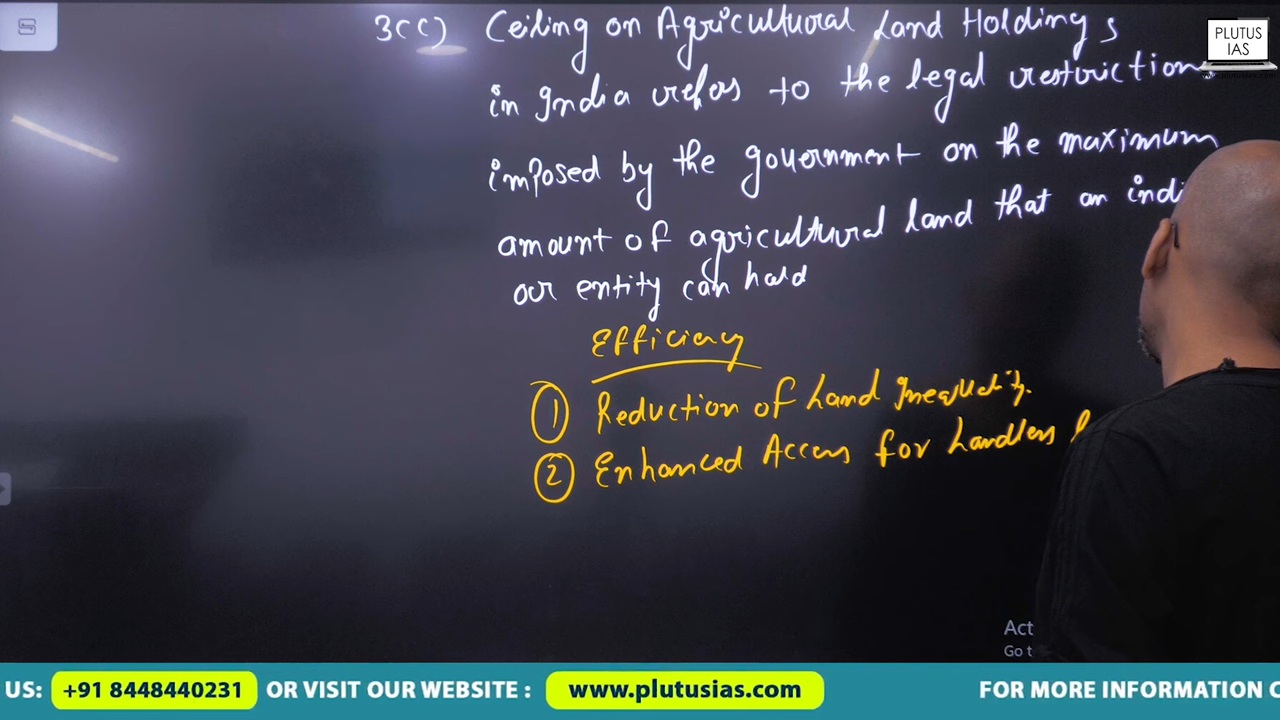 3(C) Ceiling on Agricultural Land Holdings
in India refers to the legal restriction
imposed by the government on the maximum
amount of agricultural land that an indi
or entity can hold
Efficiacy
① Reduction of Land Inequality.
② Enhanced Access for Landless l
PLUTUS
IAS
Act
Go t
US: +91 8448440231 OR VISIT OUR WEBSITE : www.plutusias.com FOR MORE INFORMATION C